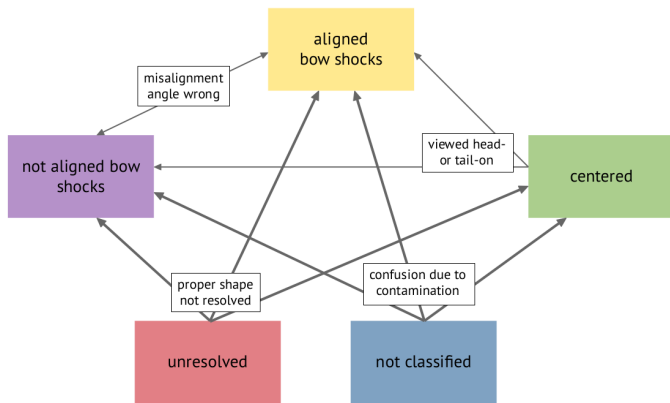 aligned
bow shocks
misalignment
angle wrong
viewed head-
or tail-on
not aligned bow
shocks
centered
proper shape
not resolved
confusion due to
contamination
unresolved
not classified